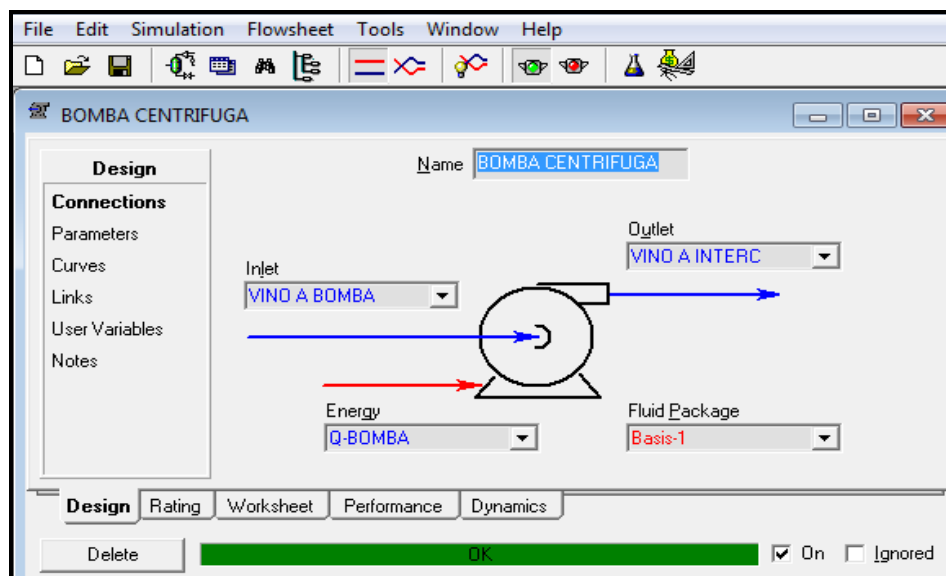 File Edit Simulation Flowsheet Tools Window Help
BOMBA CENTRIFUGA
Design
Connections
Parameters
Curves
Links
User Variables
Notes
Name BOMBA CENTRIFUGA
Inlet
VINO A BOMBA
Outlet
VINO A INTERC
Energy
Q-BOMBA
Fluid Package
Basis-1
Design Rating Worksheet Performance Dynamics
Delete OK On Ignored